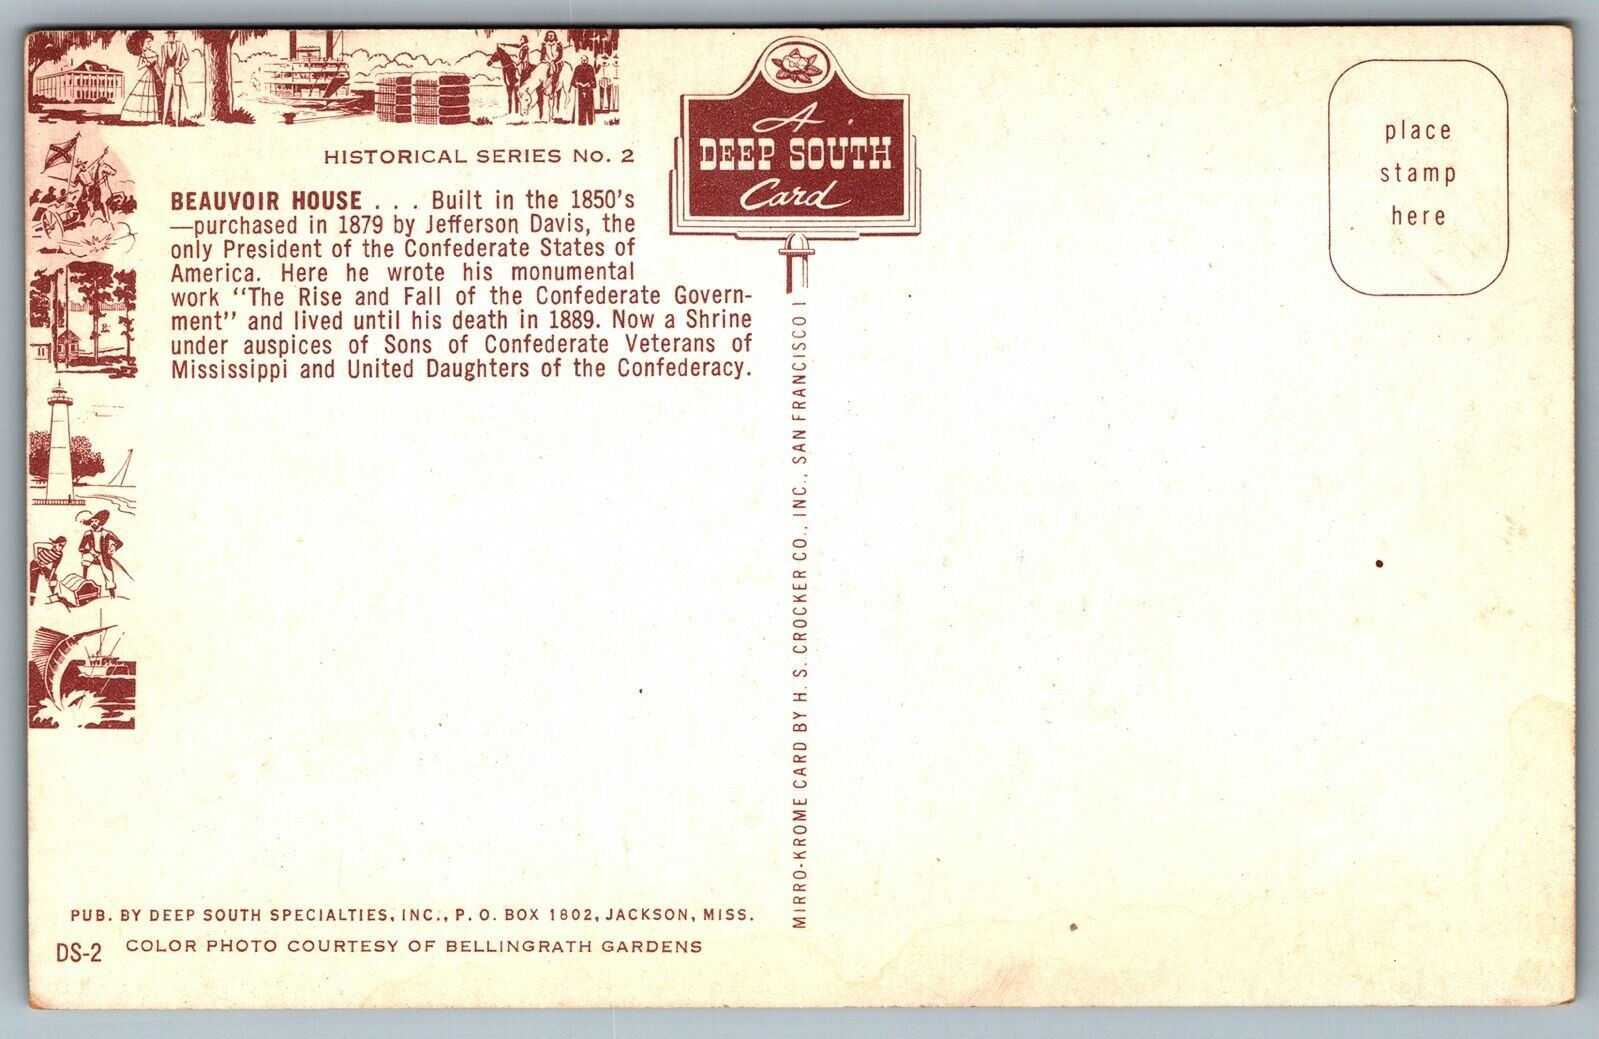 HISTORICAL SERIES No. 2
BEAUVOIR HOUSE . . . Built in the 1850's
—purchased in 1879 by Jefferson Davis, the
only President of the Confederate States of
America. Here he wrote his monumental
work "The Rise and Fall of the Confederate Govern-
ment" and lived until his death in 1889. Now a Shrine
under auspices of Sons of Confederate Veterans of
Mississippi and United Daughters of the Confederacy.
A
DEEP SOUTH
Card
place
stamp
here
MIRRO-KROME CARD BY H. S. CROCKER CO., INC., SAN FRANCISCO 1
PUB. BY DEEP SOUTH SPECIALTIES, INC., P. O. BOX 1802, JACKSON, MISS.
DS-2 COLOR PHOTO COURTESY OF BELLINGRATH GARDENS